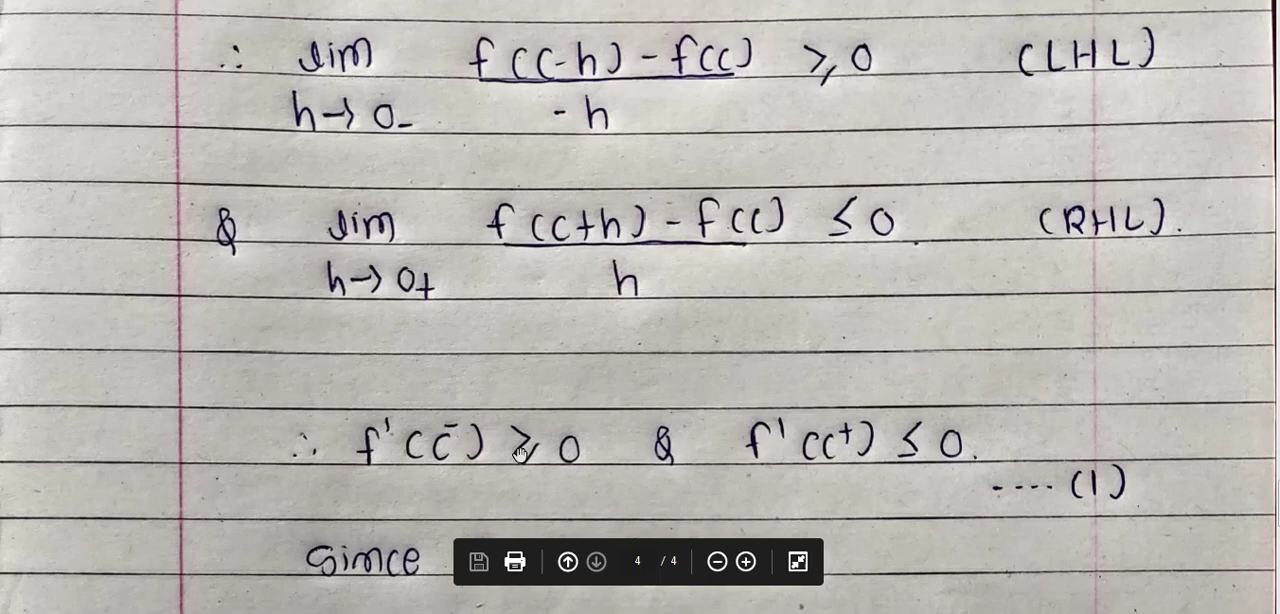 ∴ lim f(c-h) - f(c) ≥ 0 (LHL)
h→0- -h
& lim f(c+h) - f(c) ≤ 0. (RHL).
h→0+ h
∴ f'(c⁻) ≥ 0 & f'(c⁺) ≤ 0.
....(1)
Since
4 / 4